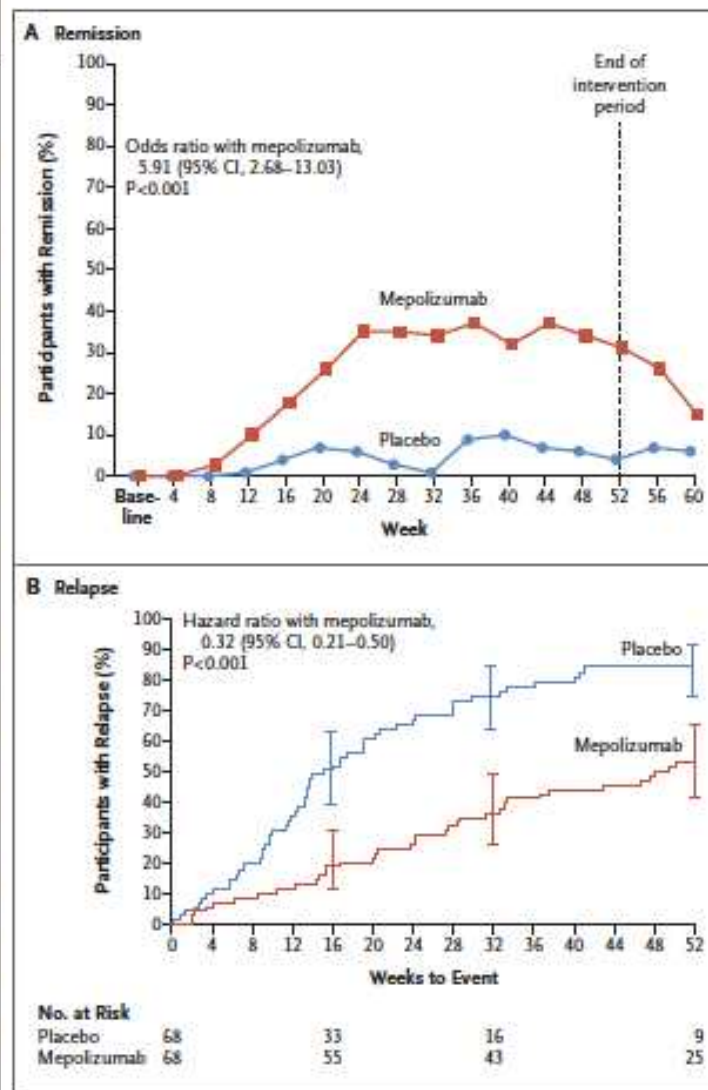 A Remission
100
90
80
70
60
50
40
30
20
10
0
Participants with Remission (%)
End of
intervention
period
Odds ratio with mepolizumab,
5.91 (95% CI, 2.68–13.03)
P<0.001
Mepolizumab
Placebo
Base-
line
4 8 12 16 20 24 28 32 36 40 44 48 52 56 60
Week
B Relapse
100
90
80
70
60
50
40
30
20
10
0
Participants with Relapse (%)
Hazard ratio with mepolizumab,
0.32 (95% CI, 0.21–0.50)
P<0.001
Placebo
Mepolizumab
0 4 8 12 16 20 24 28 32 36 40 44 48 52
Weeks to Event
No. at Risk
Placebo 68 33 16 9
Mepolizumab 68 55 43 25